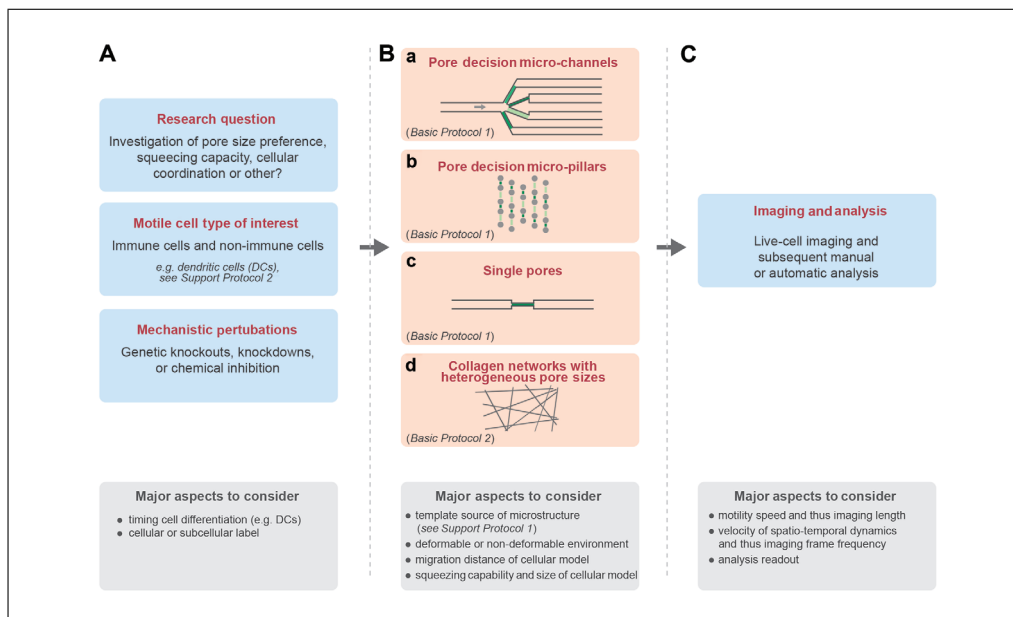 A
Research question
Investigation of pore size preference,
squeecing capacity, cellular
coordination or other?
Motile cell type of interest
Immune cells and non-immune cells
e.g. dendritic cells (DCs),
see Support Protocol 2
Mechanistic pertubations
Genetic knockouts, knockdowns,
or chemical inhibition
Major aspects to consider
● timing cell differentiation (e.g. DCs)
● cellular or subcellular label
B
a
Pore decision micro-channels
(Basic Protocol 1)
b
Pore decision micro-pillars
(Basic Protocol 1)
c
Single pores
(Basic Protocol 1)
d
Collagen networks with
heterogeneous pore sizes
(Basic Protocol 2)
Major aspects to consider
● template source of microstructure
(see Support Protocol 1)
● deformable or non-deformable environment
● migration distance of cellular model
● squeezing capability and size of cellular model
C
Imaging and analysis
Live-cell imaging and
subsequent manual
or automatic analysis
Major aspects to consider
● motility speed and thus imaging length
● velocity of spatio-temporal dynamics
and thus imaging frame frequency
● analysis readout